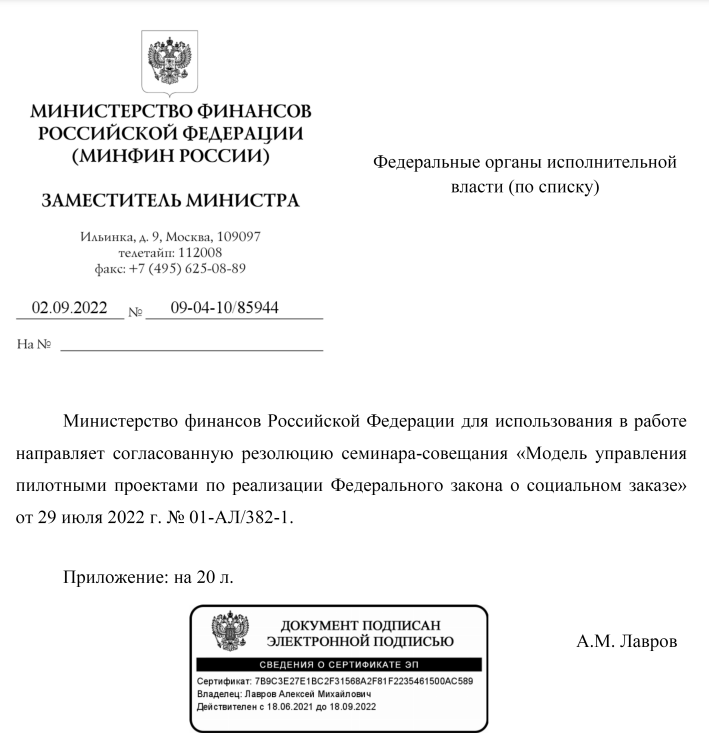 МИНИСТЕРСТВО ФИНАНСОВ
РОССИЙСКОЙ ФЕДЕРАЦИИ
(МИНФИН РОССИИ)
ЗАМЕСТИТЕЛЬ МИНИСТРА
Ильинка, д. 9, Москва, 109097
телетайп: 112008
факс: +7 (495) 625-08-89
02.09.2022 № 09-04-10/85944
На №
Федеральные органы исполнительной
власти (по списку)
Министерство финансов Российской Федерации для использования в работе
направляет согласованную резолюцию семинара-совещания «Модель управления
пилотными проектами по реализации Федерального закона о социальном заказе»
от 29 июля 2022 г. № 01-АЛ/382-1.
Приложение: на 20 л.
ДОКУМЕНТ ПОДПИСАН
ЭЛЕКТРОННОЙ ПОДПИСЬЮ
СВЕДЕНИЯ О СЕРТИФИКАТЕ ЭП
Сертификат: 7B9C3E27E1BC2F31568A2F81F2235461500AC589
Владелец: Лавров Алексей Михайлович
Действителен с 18.06.2021 до 18.09.2022
А.М. Лавров